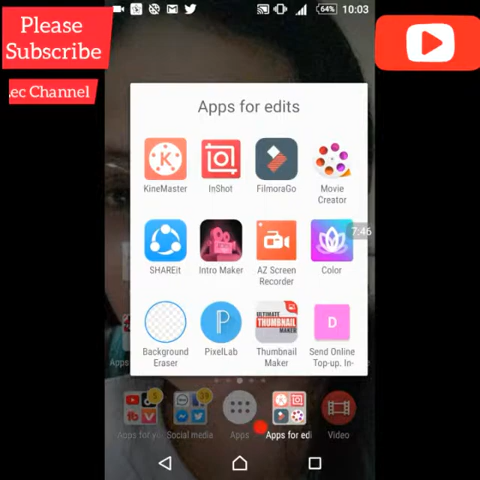 Please
Subscribe
ec Channel
64%
10:03
Apps for edits
K
KineMaster
InShot
FilmoraGo
Movie
Creator
7:46
SHAREit
Intro Maker
AZ Screen
Recorder
Color
P
ULTIMATE
THUMBNAIL
MAKER
D
Background
Eraser
PixelLab
Thumbnail
Maker
Send Online
Top-up. In-
5
39
Social media
Apps
Apps for edi
Video